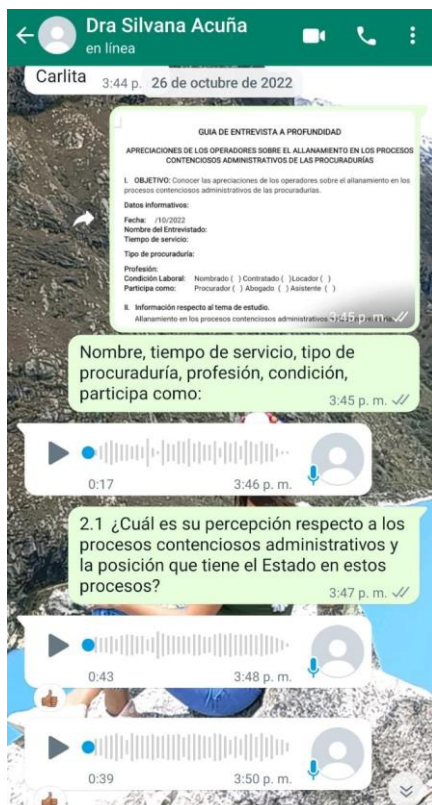 Dra Silvana Acuña
en línea
Carlita
3:44 p.
26 de octubre de 2022
GUIA DE ENTREVISTA A PROFUNDIDAD
APRECIACIONES DE LOS OPERADORES SOBRE EL ALLANAMIENTO EN LOS PROCESOS
CONTENCIOSOS ADMINISTRATIVOS DE LAS PROCURADURÍAS
I. OBJETIVO: Conocer las apreciaciones de los operadores sobre el allanamiento en los
procesos contenciosos administrativos de las procuradurías.
Datos informativos:
Fecha: /10/2022
Nombre del Entrevistado:
Tiempo de servicio:
Tipo de procuraduría:
Profesión:
Condición Laboral: Nombrado ( ) Contratado ( )Locador ( )
Participa como: Procurador ( ) Abogado ( ) Asistente ( )
II. Información respecto al tema de estudio.
Allanamiento en los procesos contenciosos administrativos
3:45 p. m.
Nombre, tiempo de servicio, tipo de
procuraduría, profesión, condición,
participa como:
3:45 p. m.
0:17
3:46 p. m.
2.1 ¿Cuál es su percepción respecto a los
procesos contenciosos administrativos y
la posición que tiene el Estado en estos
procesos?
3:47 p. m.
0:43
3:48 p. m.
0:39
3:50 p. m.